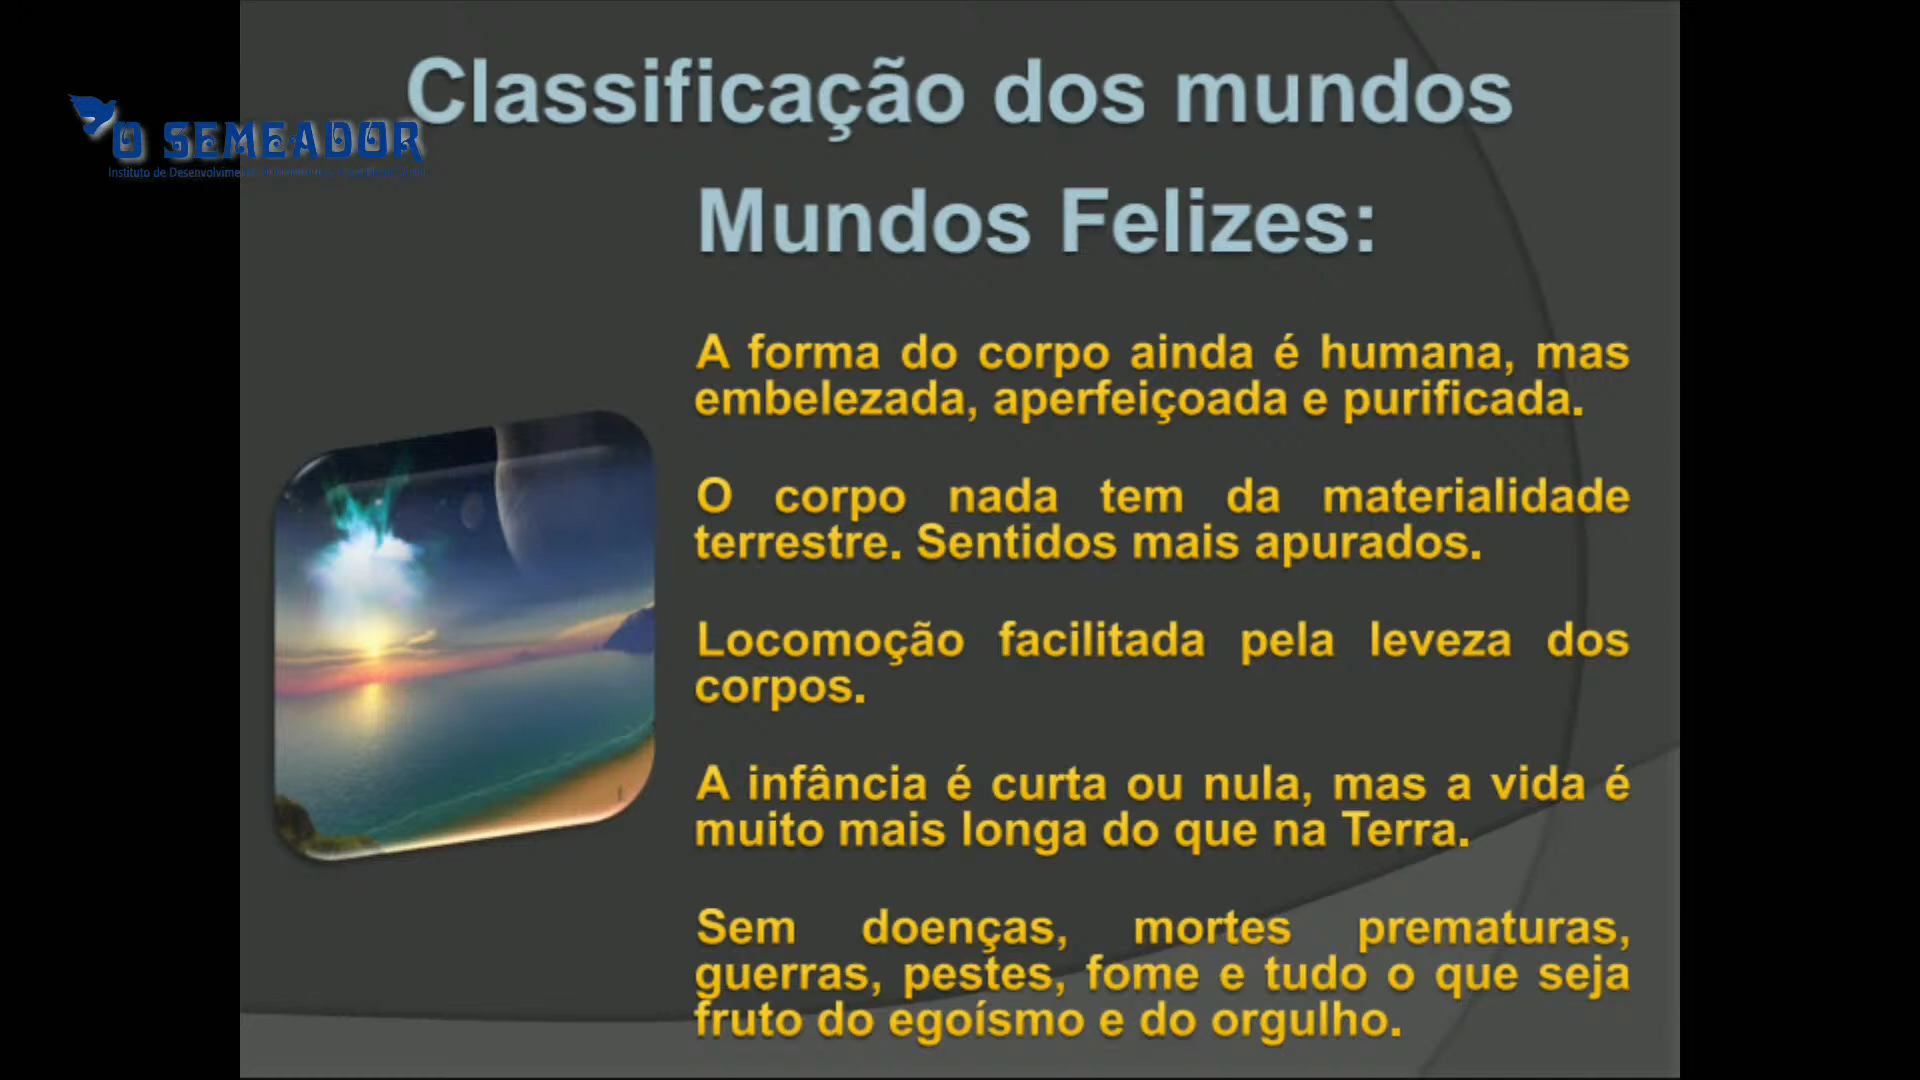 Classificação dos mundos
O SEMEADOR
Instituto de Desenvolvimento
Mundos Felizes:
A forma do corpo ainda é humana, mas
embelezada, aperfeiçoada e purificada.
O corpo nada tem da materialidade
terrestre. Sentidos mais apurados.
Locomoção facilitada pela leveza dos
corpos.
A infância é curta ou nula, mas a vida é
muito mais longa do que na Terra.
Sem doenças, mortes prematuras,
guerras, pestes, fome e tudo o que seja
fruto do egoísmo e do orgulho.